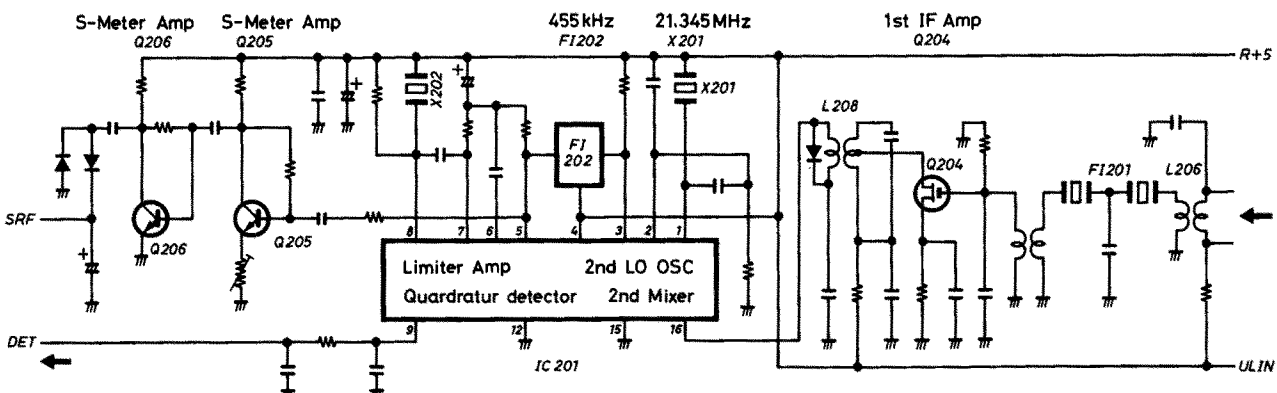 S-Meter Amp S-Meter Amp 455kHz 21.345MHz 1st IF Amp
Q206 Q205 FI202 X201 Q204
R+5
X202
X201
L208
FI
202
Q204
FI201 L206
SRF
Q206
Q205
8 7 6 5 4 3 2 1
Limiter Amp 2nd LO OSC
Quardratur detector 2nd Mixer
9 12 15 16
DET
IC201
ULIN